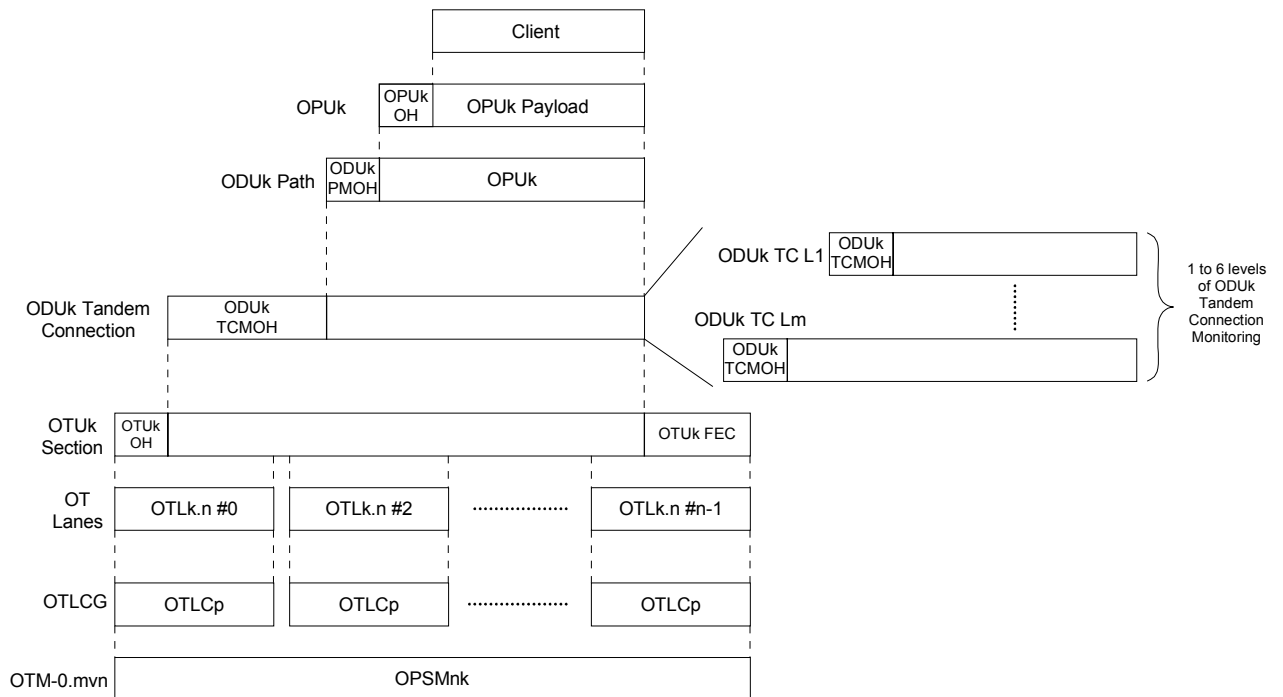 Client
OPUk
OPUk
OH
OPUk Payload
ODUk Path
ODUk
PMOH
OPUk
ODUk Tandem
Connection
ODUk
TCMOH
ODUk TC L1
ODUk
TCMOH
ODUk TC Lm
ODUk
TCMOH
1 to 6 levels
of ODUk
Tandem
Connection
Monitoring
OTUk
Section
OTUk
OH
OTUk FEC
OT
Lanes
OTLk.n #0
OTLk.n #2
OTLk.n #n-1
OTLCG
OTLCp
OTLCp
OTLCp
OTM-0.mvn
OPSMnk